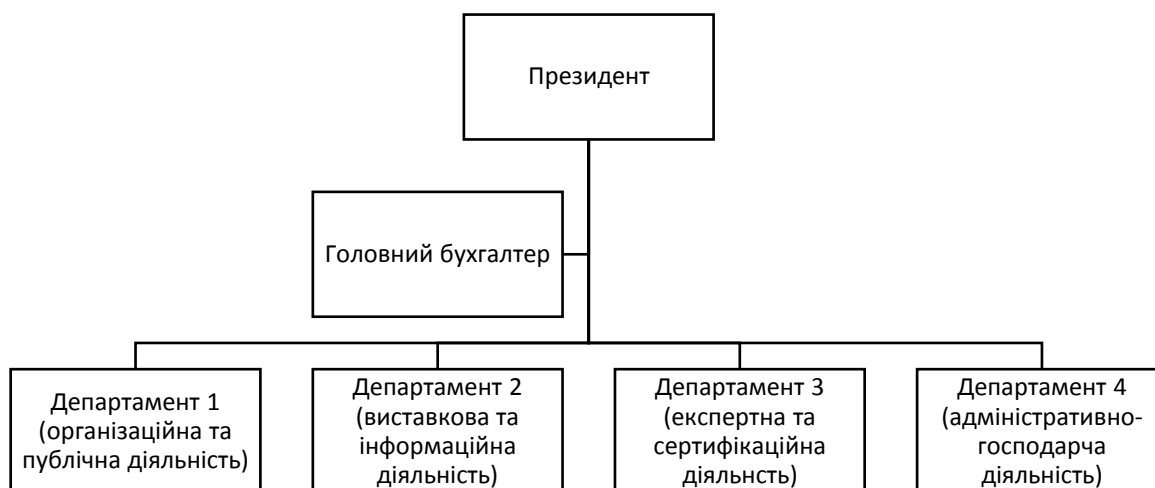 Президент
Головний бухгалтер
Департамент 1
(організаційна та
публічна діяльність)
Департамент 2
(виставкова та
інформаційна
діяльність)
Департамент 3
(експертна та
сертифікаційна
діяльнсть)
Департамент 4
(адміністративно-
господарча
діяльність)